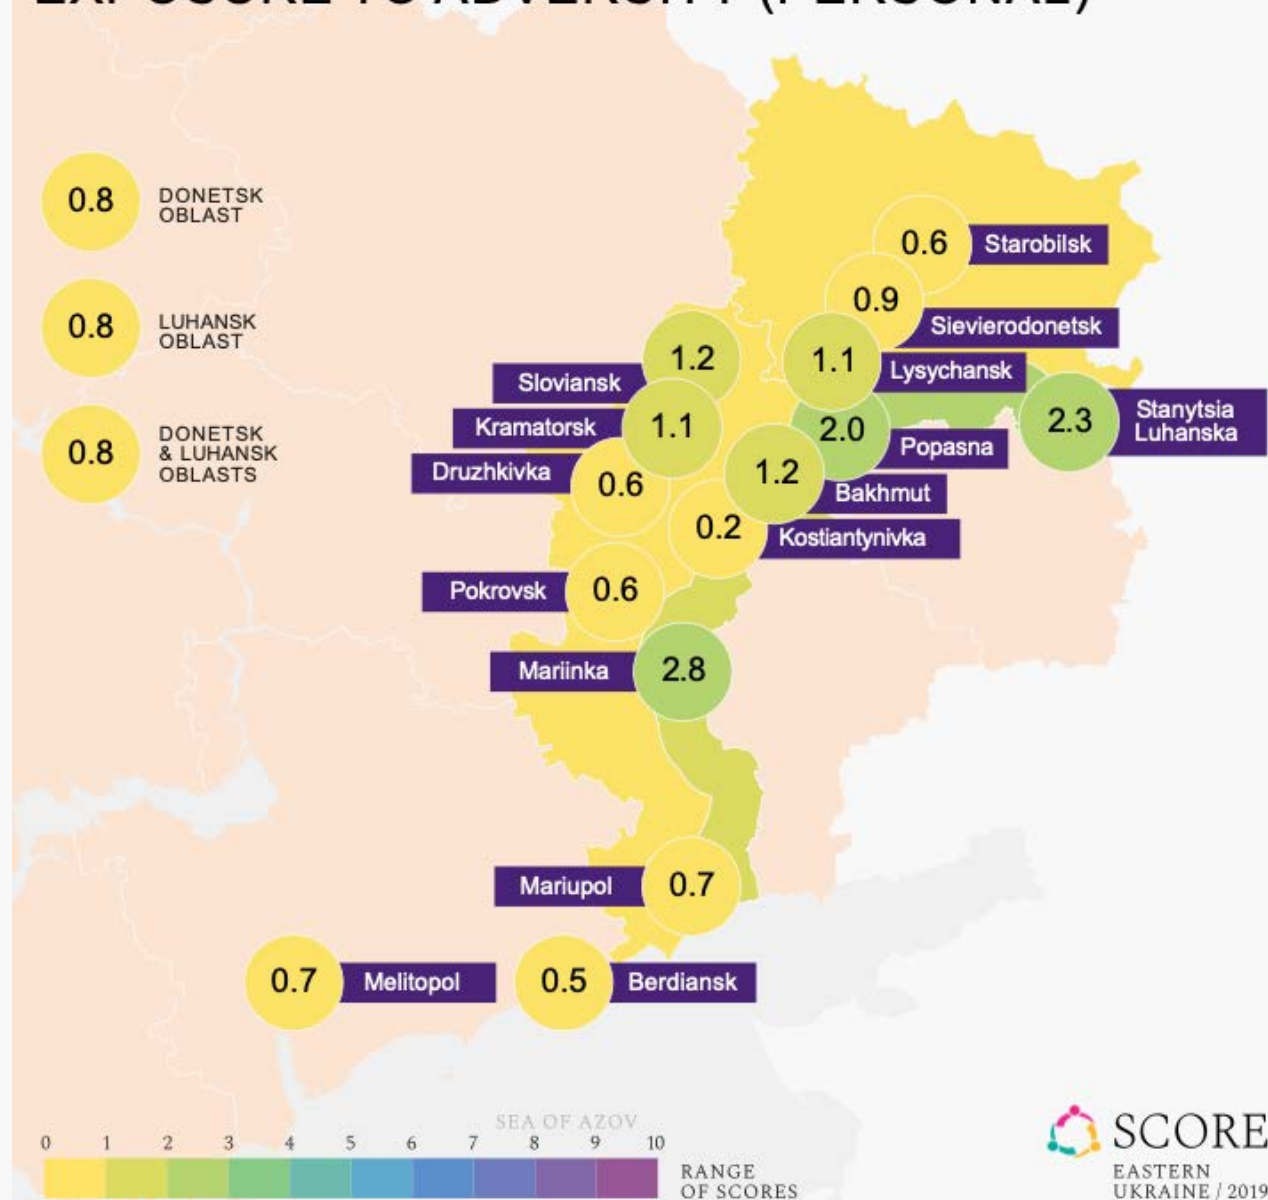 EXPOSURE TO ADVERSITY (PERSONAL)
0.8 DONETSK
OBLAST
0.8 LUHANSK
OBLAST
0.8 DONETSK
& LUHANSK
OBLASTS
0.6 Starobilsk
0.9 Sievierodonetsk
1.2 Sloviansk
1.1 Lysychansk
2.3 Stanytsia
Luhanska
Kramatorsk 1.1
2.0 Popasna
Druzhkivka 0.6
1.2 Bakhmut
0.2 Kostiantynivka
Pokrovsk 0.6
Mariinka 2.8
Mariupol 0.7
0.7 Melitopol
0.5 Berdiansk
SEA OF AZOV
0 1 2 3 4 5 6 7 8 9 10
RANGE
OF SCORES
SCORE
EASTERN
UKRAINE / 2019